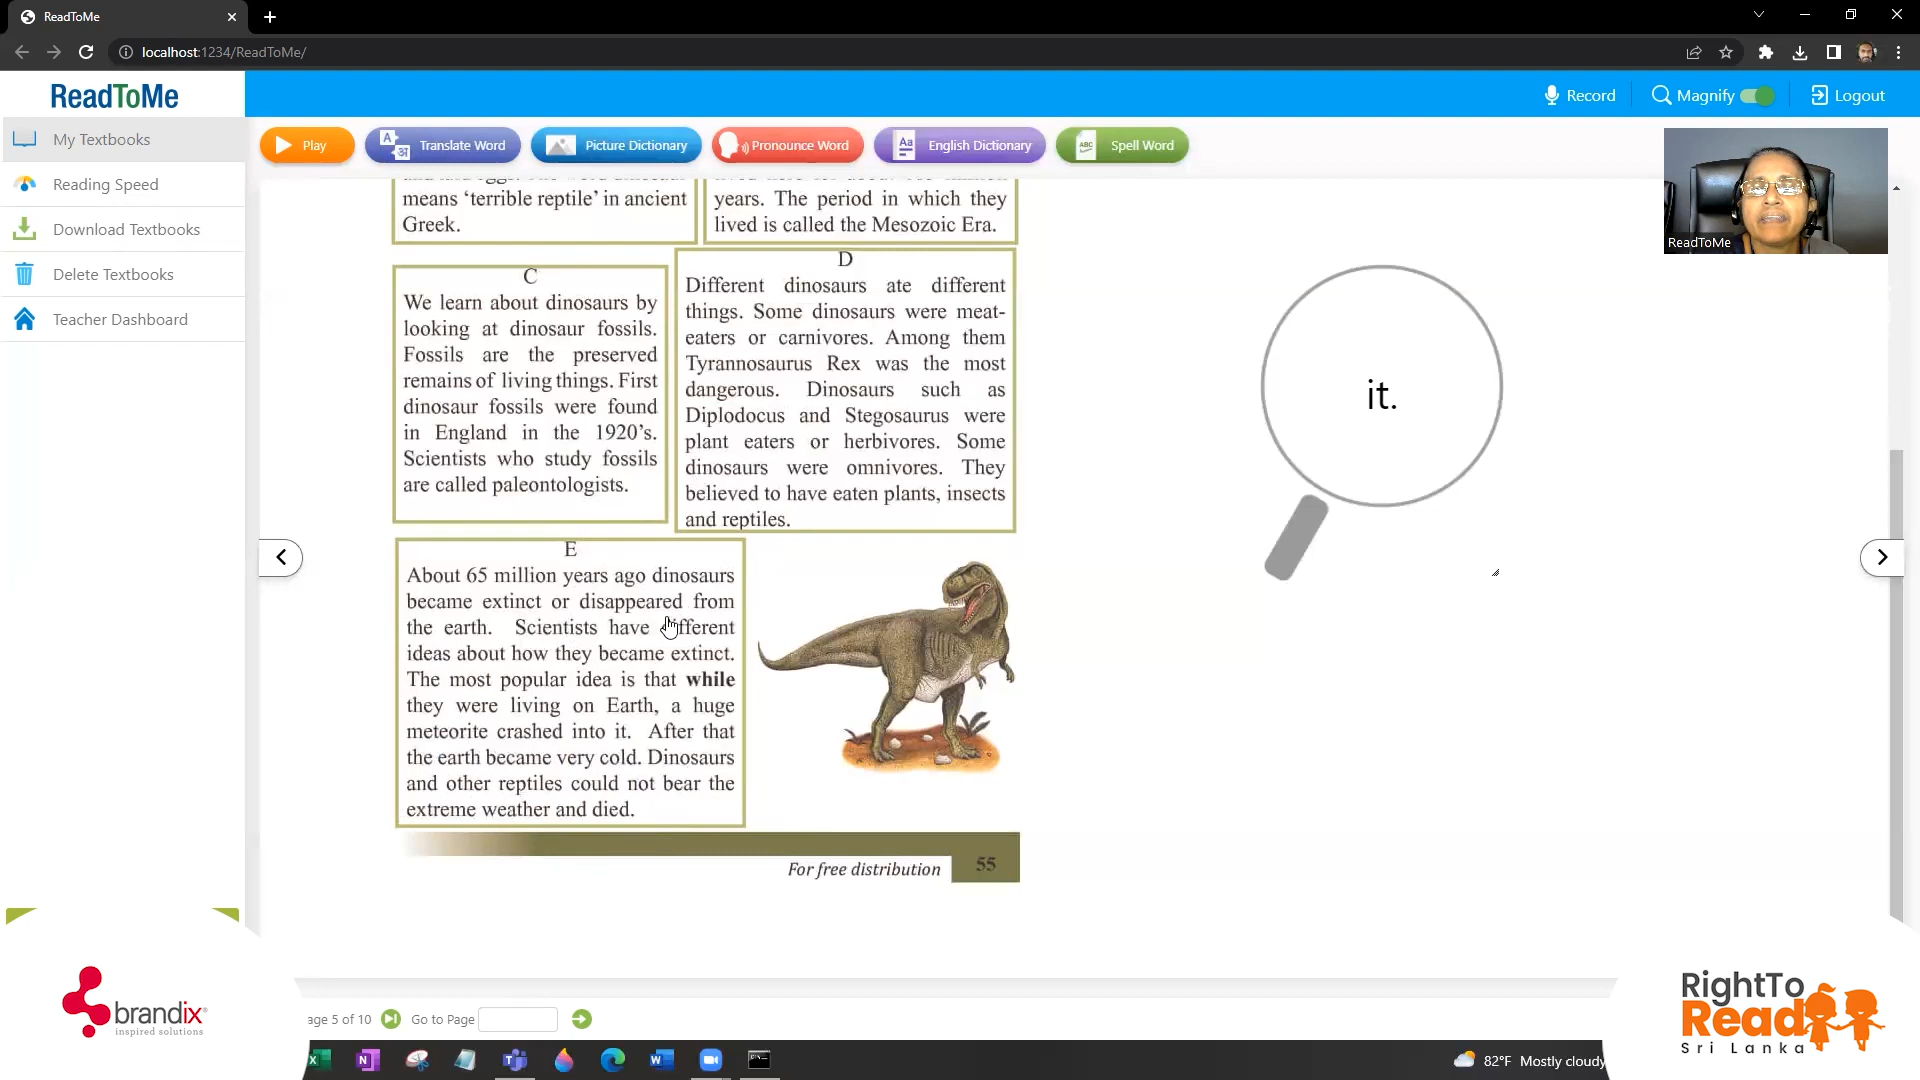 ReadToMe
localhost:1234/ReadToMe/
ReadToMe
Record
Magnify
Logout
My Textbooks
Reading Speed
Download Textbooks
Delete Textbooks
Teacher Dashboard
Play
Translate Word
Picture Dictionary
Pronounce Word
English Dictionary
Spell Word
ReadToMe
means ‘terrible reptile’ in ancient
Greek.
years. The period in which they
lived is called the Mesozoic Era.
C
We learn about dinosaurs by
looking at dinosaur fossils.
Fossils are the preserved
remains of living things. First
dinosaur fossils were found
in England in the 1920’s.
Scientists who study fossils
are called paleontologists.
D
Different dinosaurs ate different
things. Some dinosaurs were meat-
eaters or carnivores. Among them
Tyrannosaurus Rex was the most
dangerous. Dinosaurs such as
Diplodocus and Stegosaurus were
plant eaters or herbivores. Some
dinosaurs were omnivores. They
believed to have eaten plants, insects
and reptiles.
E
About 65 million years ago dinosaurs
became extinct or disappeared from
the earth. Scientists have different
ideas about how they became extinct.
The most popular idea is that while
they were living on Earth, a huge
meteorite crashed into it. After that
the earth became very cold. Dinosaurs
and other reptiles could not bear the
extreme weather and died.
For free distribution
55
it.
brandix
inspired solutions
age 5 of 10
Go to Page
RightTo
Read
Sri Lanka
82°F Mostly cloudy